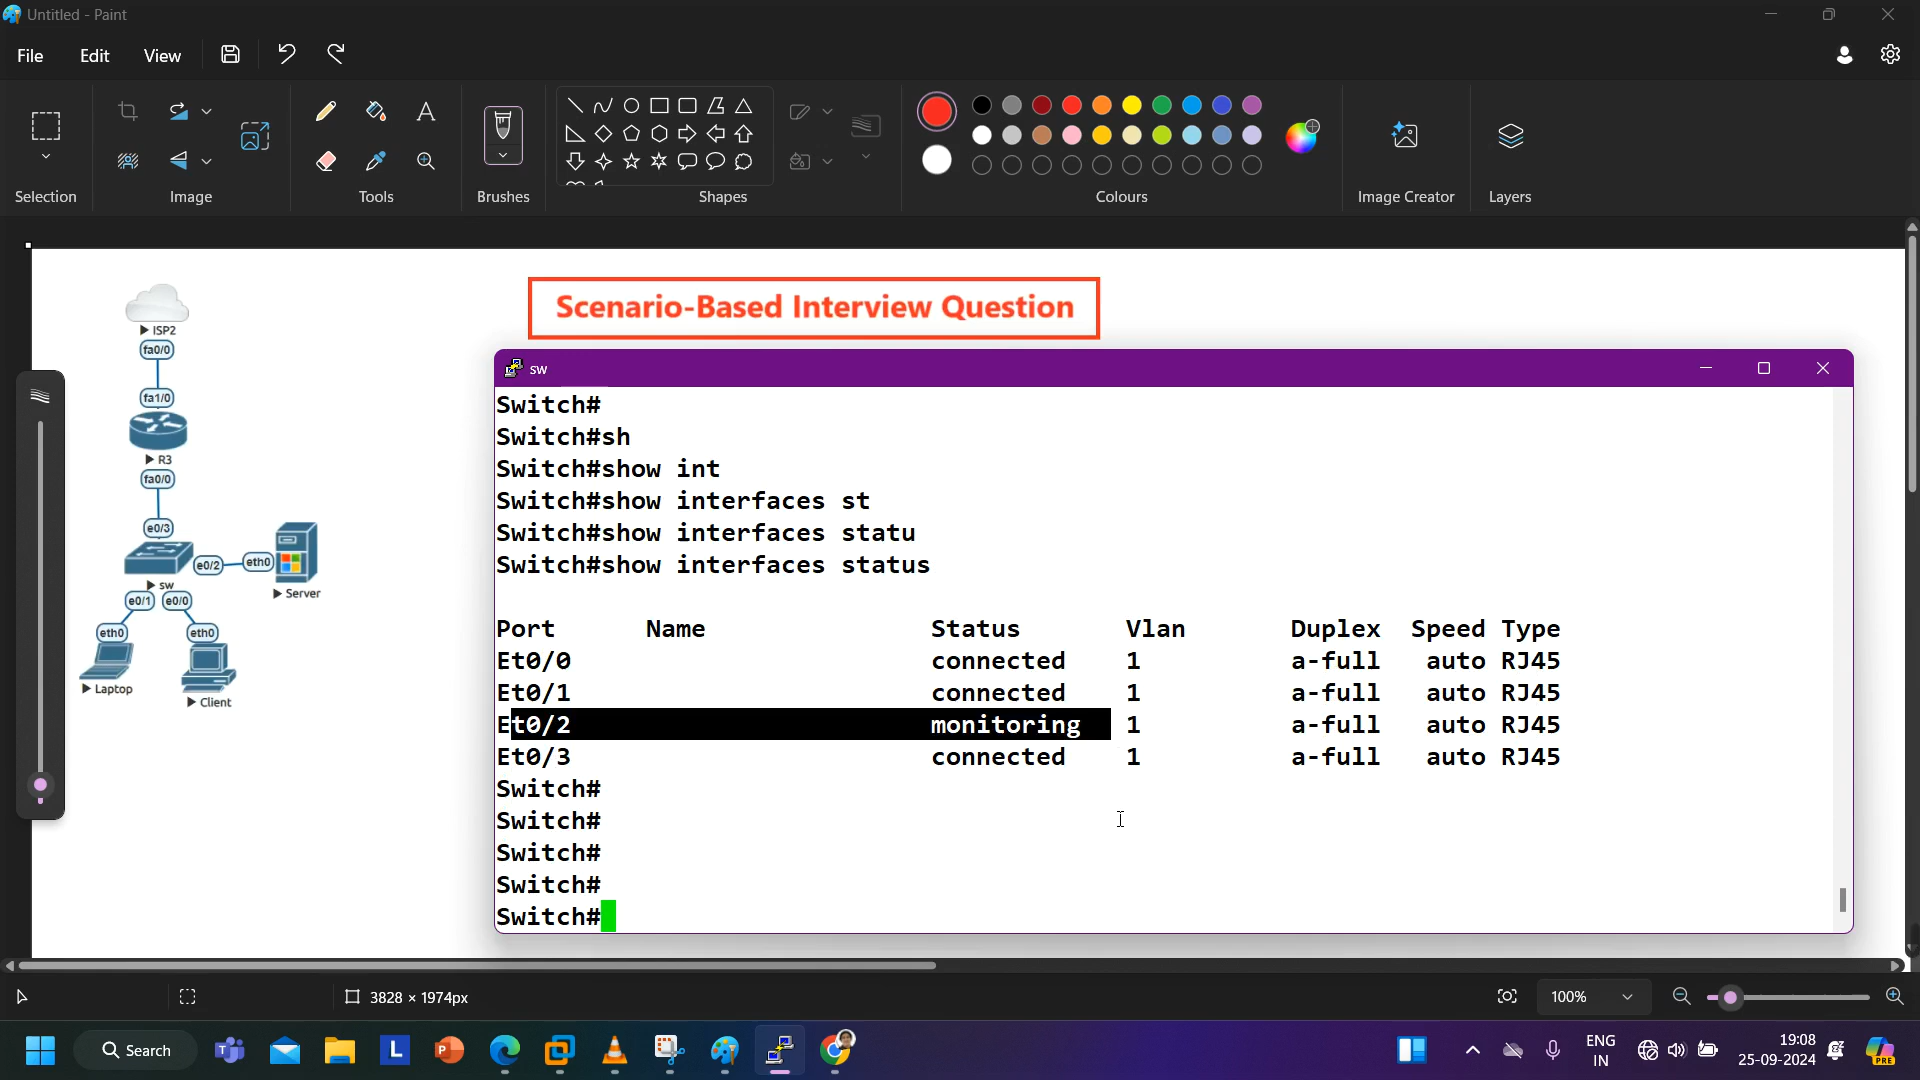 Untitled - Paint
File Edit View
Selection Image Tools Brushes Shapes Colours Image Creator Layers
Scenario-Based Interview Question
ISP2
fa0/0
fa1/0
R3
fa0/0
e0/3
e0/2 eth0
sw
Server
e0/1 e0/0
eth0 eth0
Laptop
Client
sw
Switch#
Switch#sh
Switch#show int
Switch#show interfaces st
Switch#show interfaces statu
Switch#show interfaces status
Port Name Status Vlan Duplex Speed Type
Et0/0 connected 1 a-full auto RJ45
Et0/1 connected 1 a-full auto RJ45
Et0/2 monitoring 1 a-full auto RJ45
Et0/3 connected 1 a-full auto RJ45
Switch#
Switch#
Switch#
Switch#
Switch#
3828 × 1974px 100%
Search
L
ENG
IN
19:08
25-09-2024
PRE